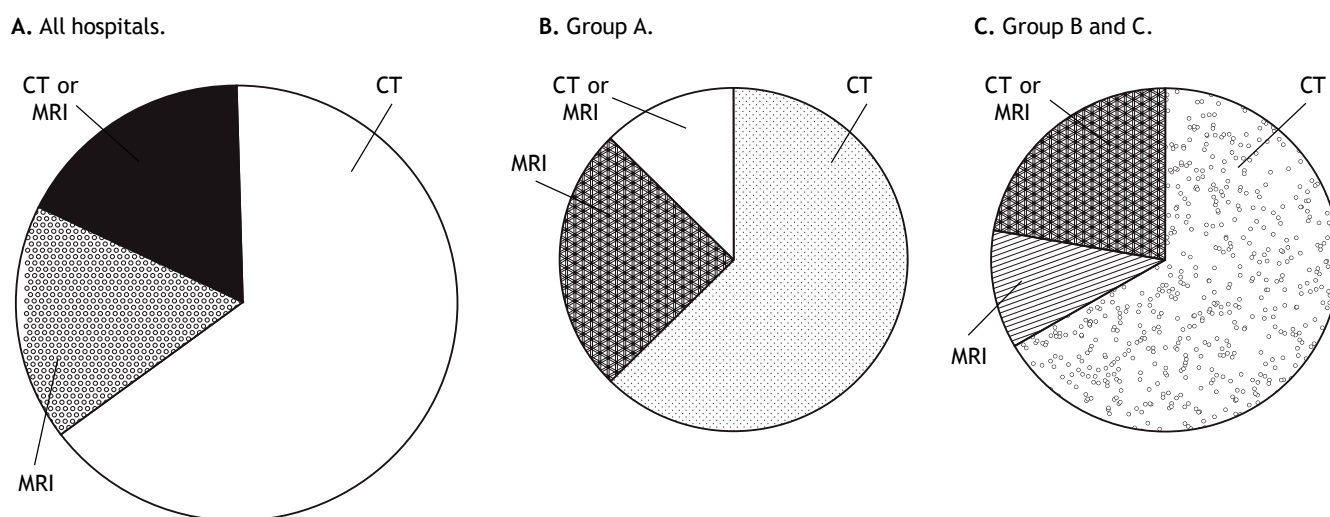 A. All hospitals.
CT or
MRI
CT
MRI
B. Group A.
CT or
MRI
CT
MRI
C. Group B and C.
CT or
MRI
CT
MRI